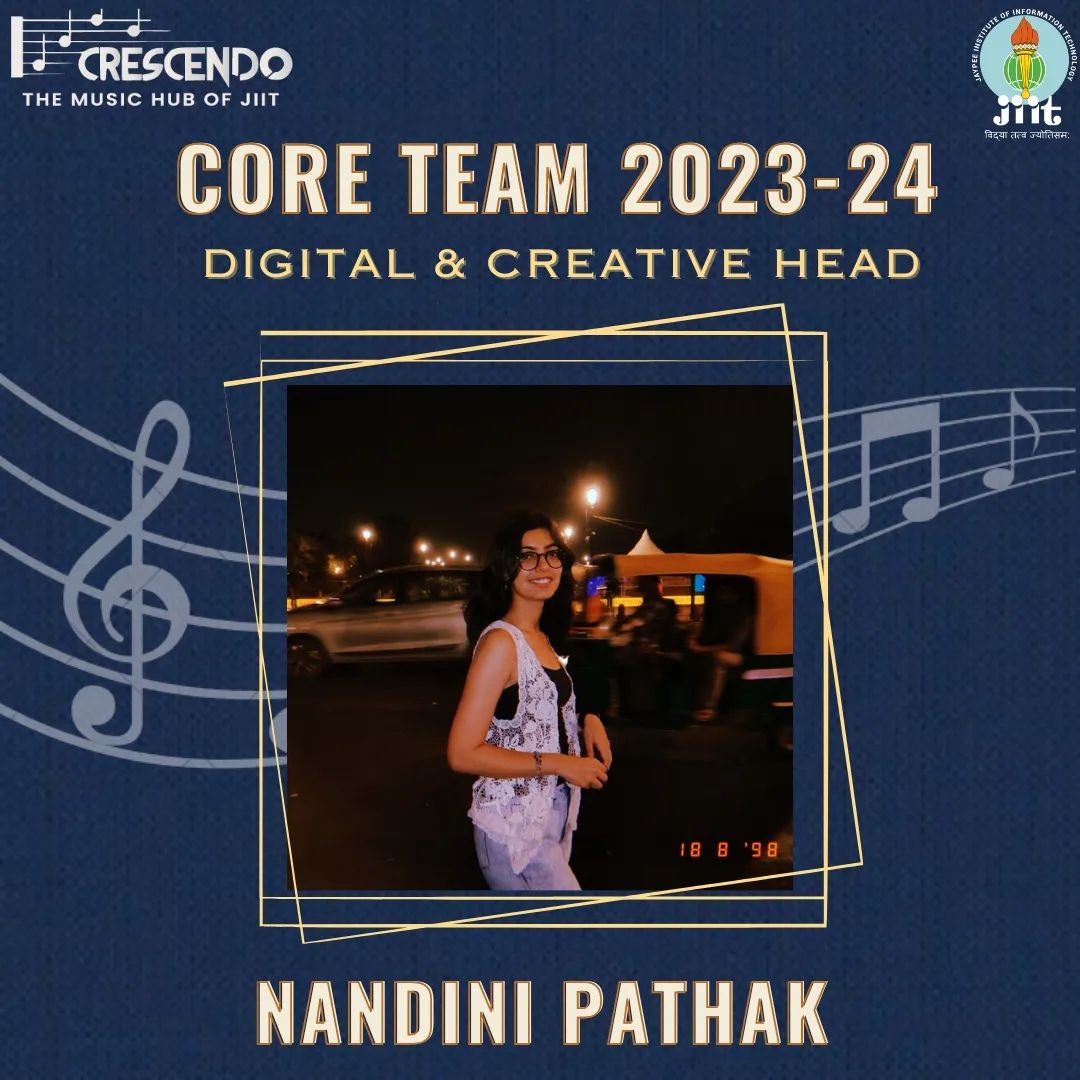 CRESCENDO
THE MUSIC HUB OF JIIT
JAYPEE INSTITUTE OF INFORMATION TECHNOLOGY
jiit
विद्या तत्व ज्योतिसम:
CORE TEAM 2023-24
DIGITAL & CREATIVE HEAD
18 8 '98
NANDINI PATHAK